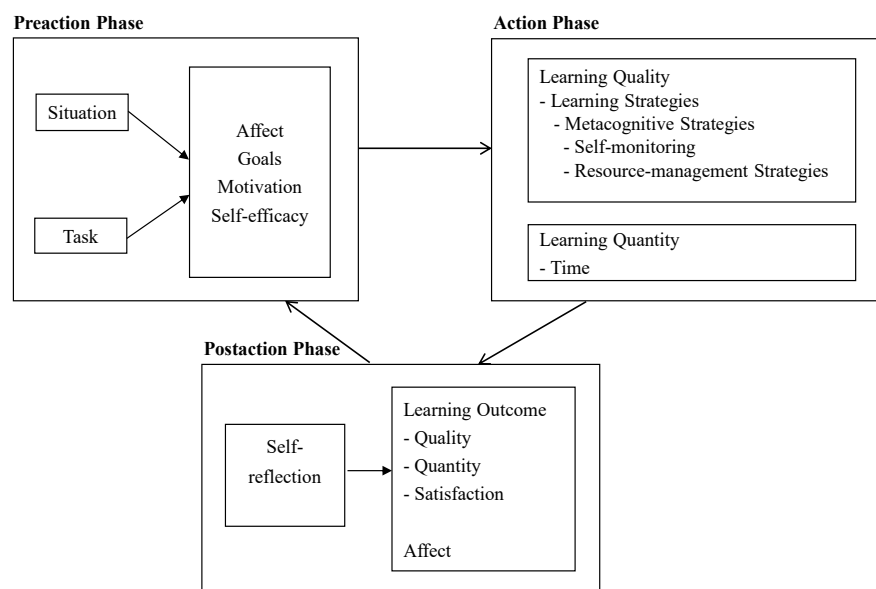 Preaction Phase
Situation
Task
Affect
Goals
Motivation
Self-efficacy
Action Phase
Learning Quality
- Learning Strategies
- Metacognitive Strategies
- Self-monitoring
- Resource-management Strategies
Learning Quantity
- Time
Postaction Phase
Self-
reflection
Learning Outcome
- Quality
- Quantity
- Satisfaction
Affect